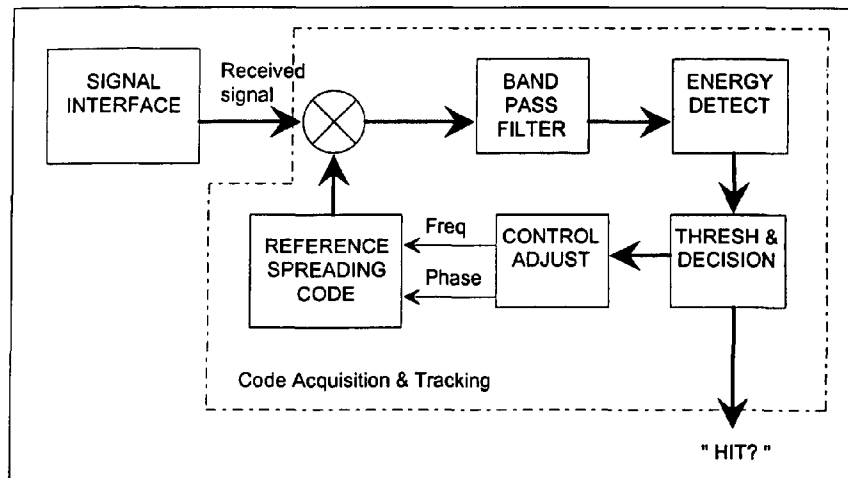 SIGNAL
INTERFACE
Received
signal
BAND
PASS
FILTER
ENERGY
DETECT
REFERENCE
SPREADING
CODE
Freq
Phase
CONTROL
ADJUST
THRESH &
DECISION
Code Acquisition & Tracking
" HIT? "